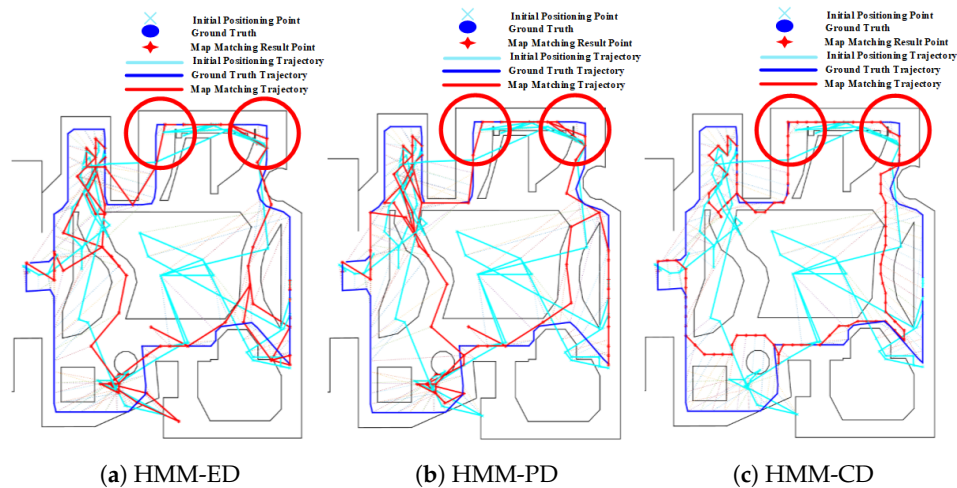 Initial Positioning Point
Ground Truth
Map Matching Result Point
Initial Positioning Trajectory
Ground Truth Trajectory
Map Matching Trajectory
Initial Positioning Point
Ground Truth
Map Matching Result Point
Initial Positioning Trajectory
Ground Truth Trajectory
Map Matching Trajectory
Initial Positioning Point
Ground Truth
Map Matching Result Point
Initial Positioning Trajectory
Ground Truth Trajectory
Map Matching Trajectory
(a) HMM-ED
(b) HMM-PD
(c) HMM-CD